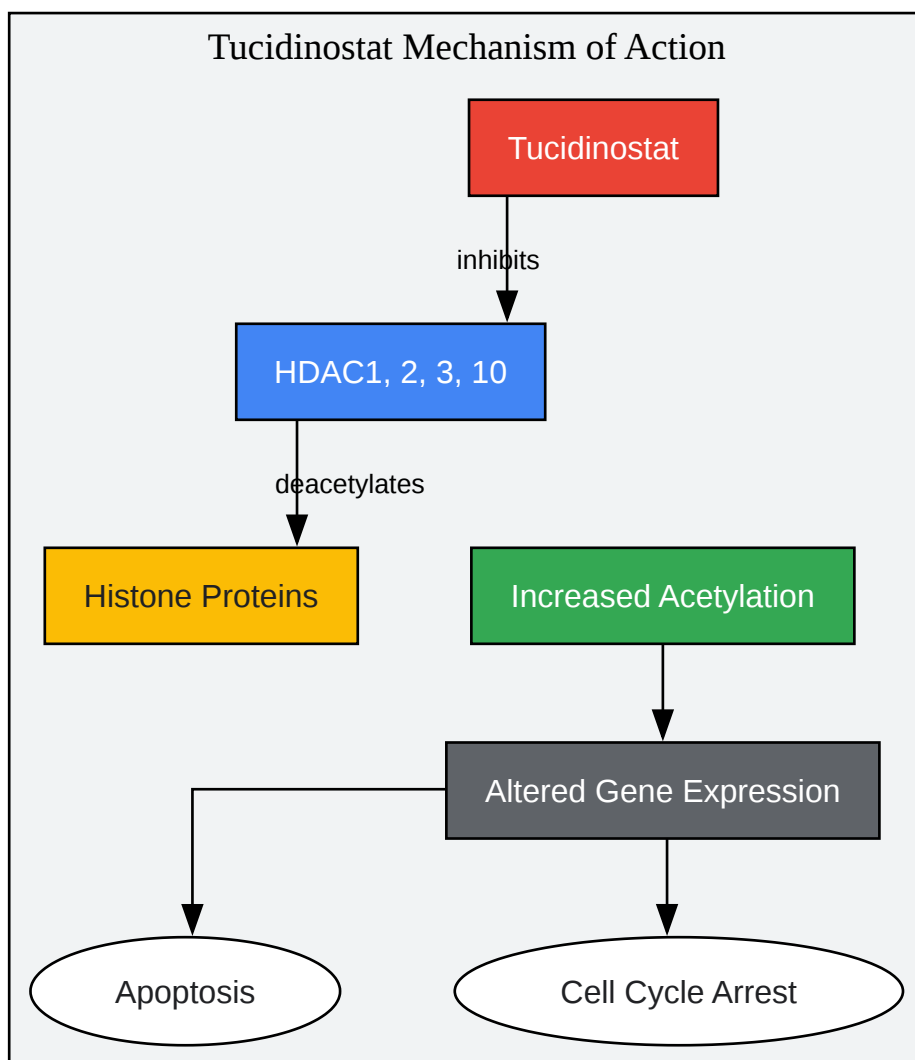 Tucidinostat Mechanism of Action
Tucidinostat
inhibits
HDAC1, 2, 3, 10
deacetylates
Histone Proteins
Increased Acetylation
Altered Gene Expression
Apoptosis
Cell Cycle Arrest